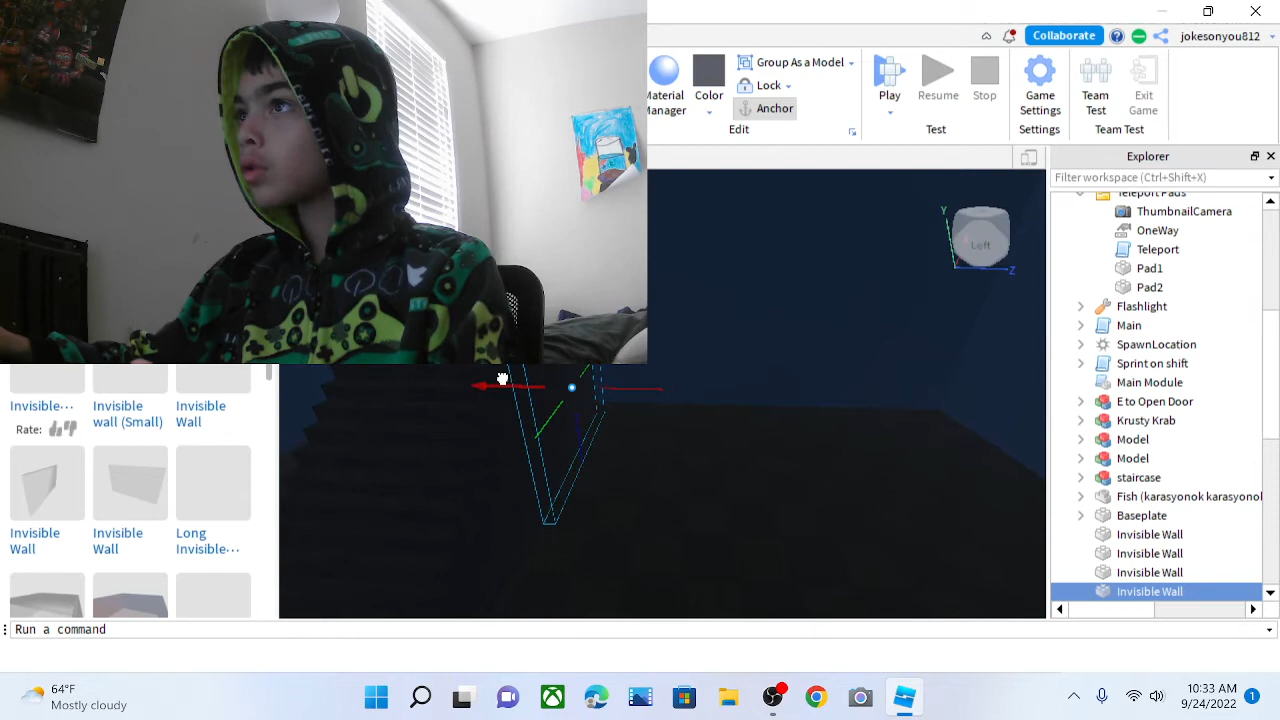 Collaborate
jokesonyou812
Material
Manager
Color
Group As a Model
Lock
Anchor
Edit
Play
Resume
Stop
Test
Game
Settings
Settings
Team
Test
Exit
Game
Team Test
Explorer
Filter workspace (Ctrl+Shift+X)
Teleport Pads
ThumbnailCamera
OneWay
Teleport
Pad1
Pad2
Flashlight
Main
SpawnLocation
Sprint on shift
Main Module
E to Open Door
Krusty Krab
Model
Model
staircase
Fish (karasyonok karasyonol
Baseplate
Invisible Wall
Invisible Wall
Invisible Wall
Invisible Wall
Y
Left
Z
Invisible···
Invisible
wall (Small)
Invisible
Wall
Rate:
Invisible
Wall
Invisible
Wall
Long
Invisible···
Run a command
64°F
Mostly cloudy
10:33 AM
9/24/2022
1